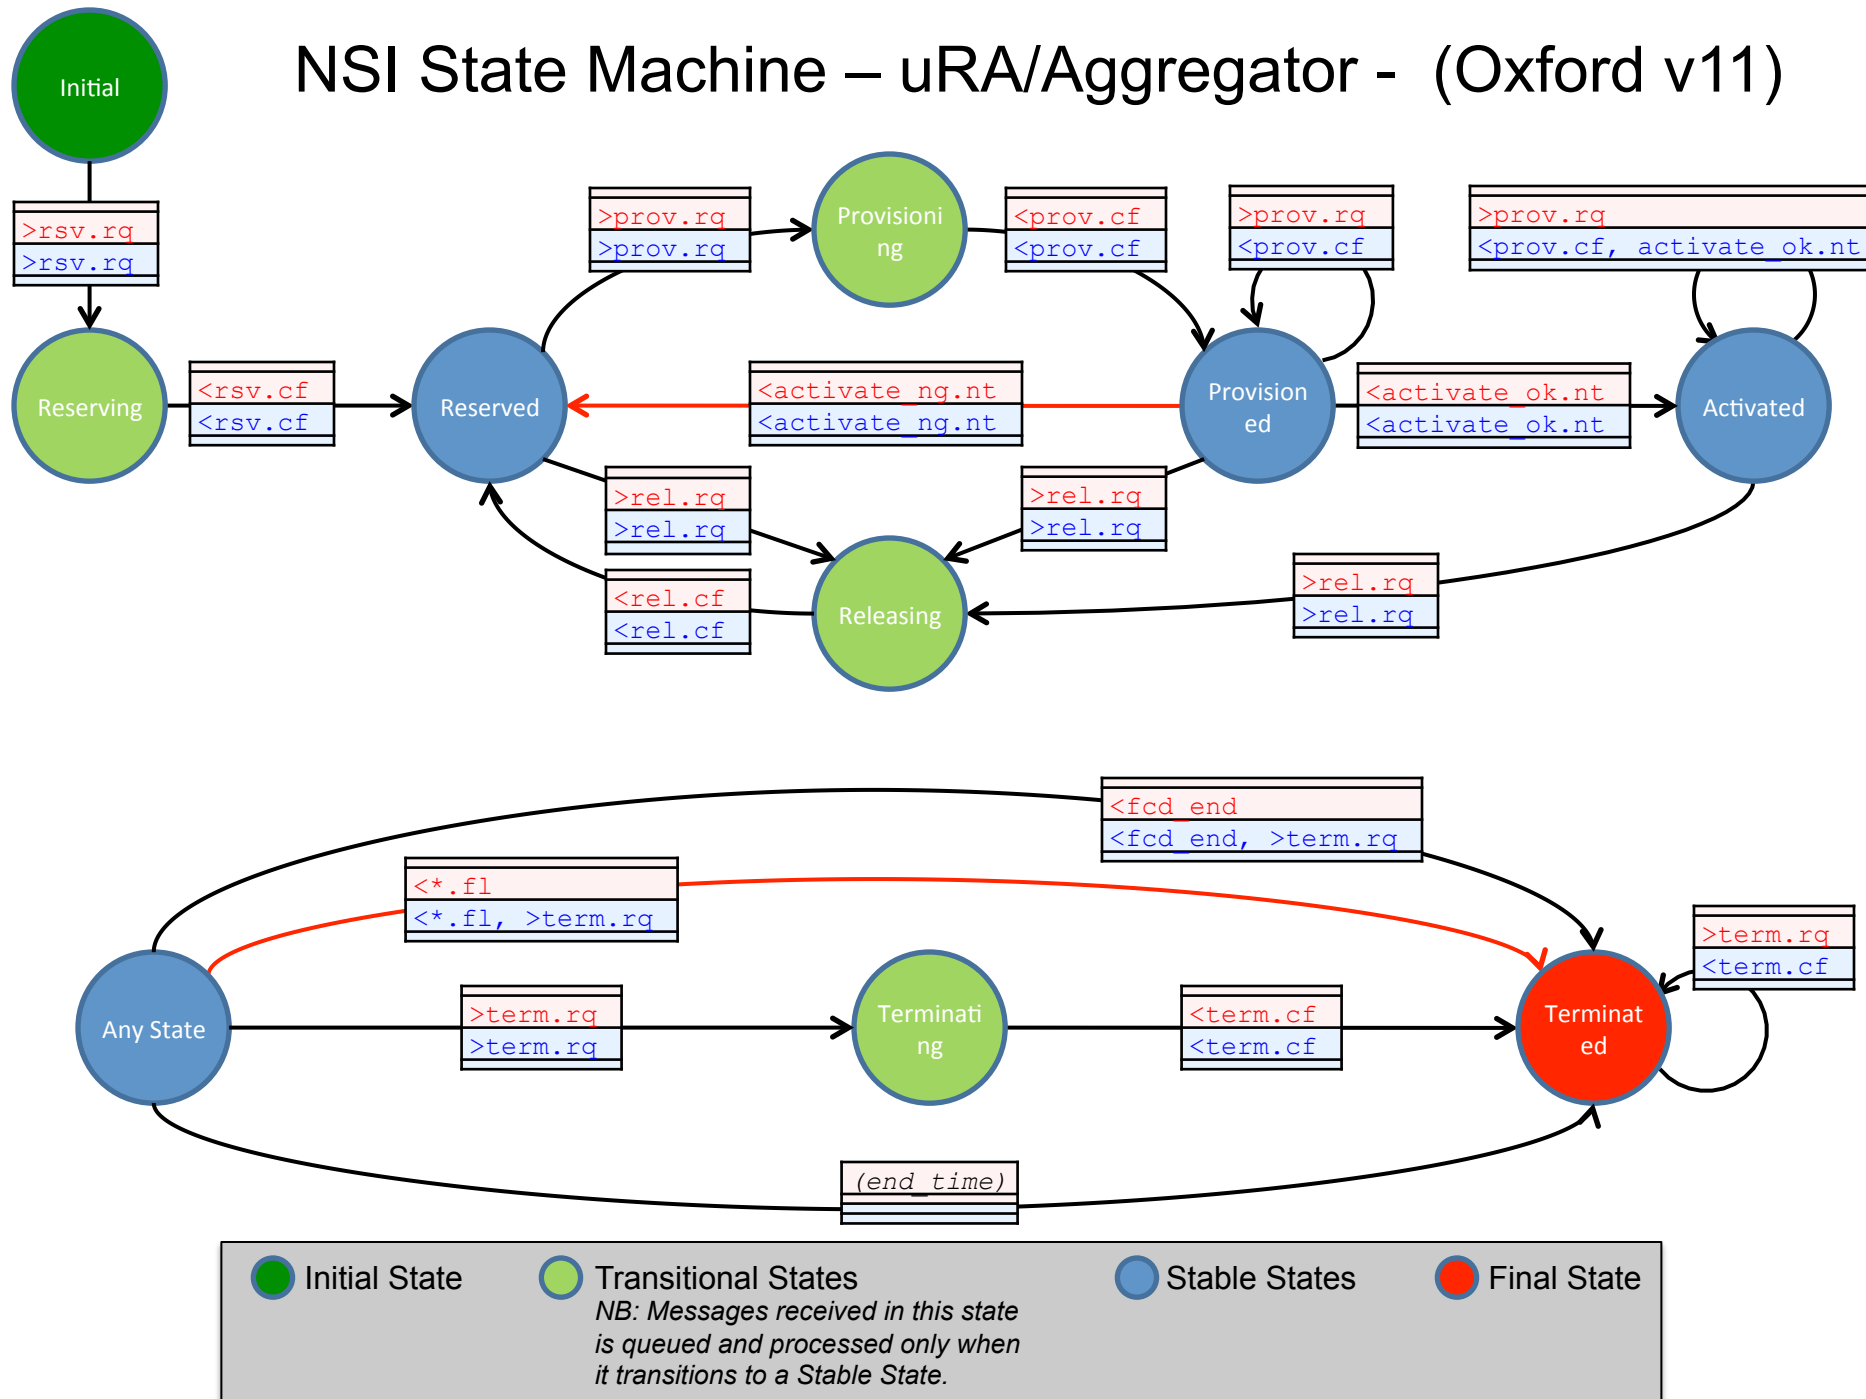 NSI State Machine – uRA/Aggregator - (Oxford v11)
Initial
>rsv.rq
>rsv.rq
>prov.rq
>prov.rq
Provisioni
ng
<prov.cf
<prov.cf
>prov.rq
<prov.cf
>prov.rq
<prov.cf, activate_ok.nt
Reserving
<rsv.cf
<rsv.cf
Reserved
<activate_ng.nt
<activate_ng.nt
Provision
ed
<activate_ok.nt
<activate_ok.nt
Activated
>rel.rq
>rel.rq
>rel.rq
>rel.rq
<rel.cf
<rel.cf
Releasing
>rel.rq
>rel.rq
<fcd_end
<fcd_end, >term.rq
<*.fl
<*.fl, >term.rq
Any State
>term.rq
>term.rq
Terminati
ng
<term.cf
<term.cf
Terminat
ed
>term.rq
<term.cf
(end_time)
Initial State
Transitional States
NB: Messages received in this state
is queued and processed only when
it transitions to a Stable State.
Stable States
Final State